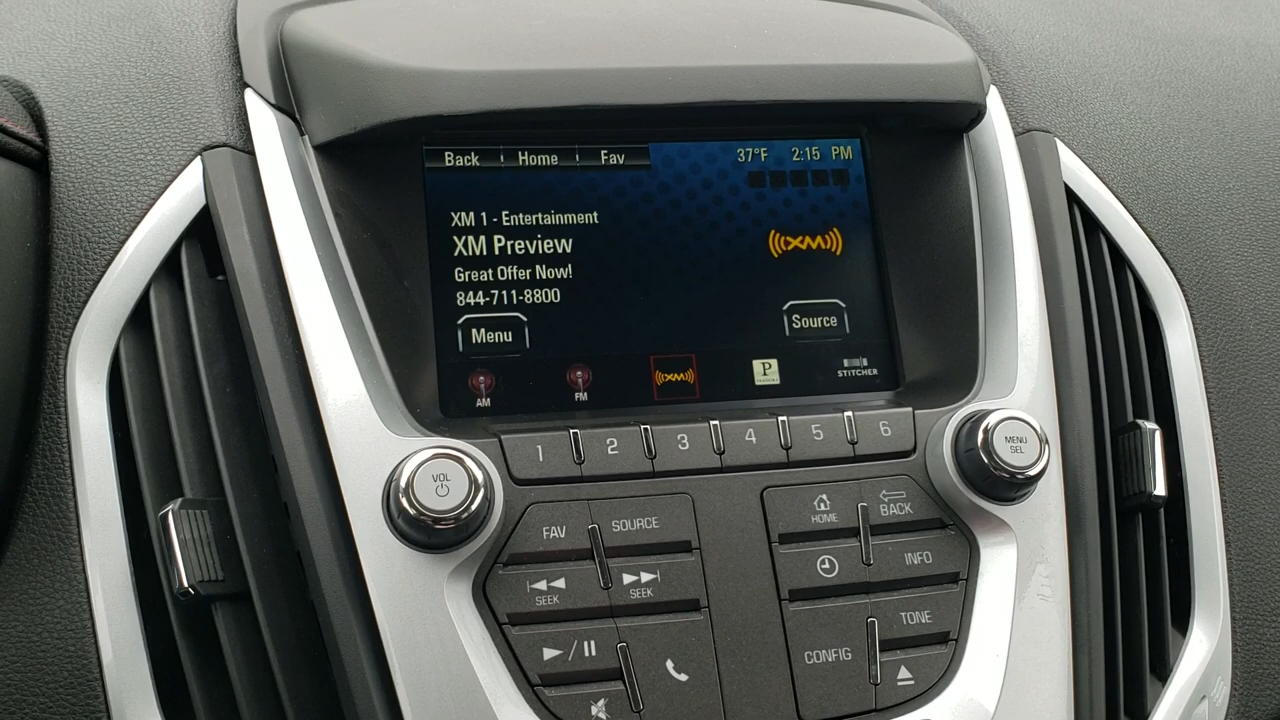 Back Home Fav 37°F 2:15 PM
XM 1 - Entertainment
XM Preview
Great Offer Now!
844-711-8800
XM
Menu
Source
AM FM XM P PANDORA STITCHER
1 2 3 4 5 6
VOL
MENU SEL
FAV SOURCE
SEEK SEEK
HOME BACK
INFO
TONE
CONFIG